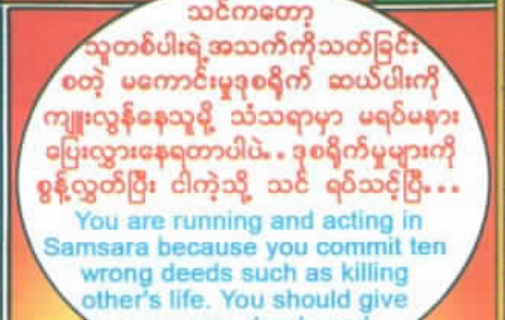 သင်ကတော့
သူတစ်ပါးရဲ့အသက်ကိုသတ်ခြင်း
စတဲ့ မကောင်းမှုဒုစရိုက် ဆယ်ပါးကို
ကျူးလွန်နေသူမို့ သံသရာမှာ မရပ်မနား
ပြေးလွှားနေရတာပါပဲ.. ဒုစရိုက်မှုများကို
စွန့်လွှတ်ပြီး ငါကဲ့သို့ သင် ရပ်သင့်ပြီ...
You are running and acting in
Samsara because you commit ten
wrong deeds such as killing
other's life. You should give